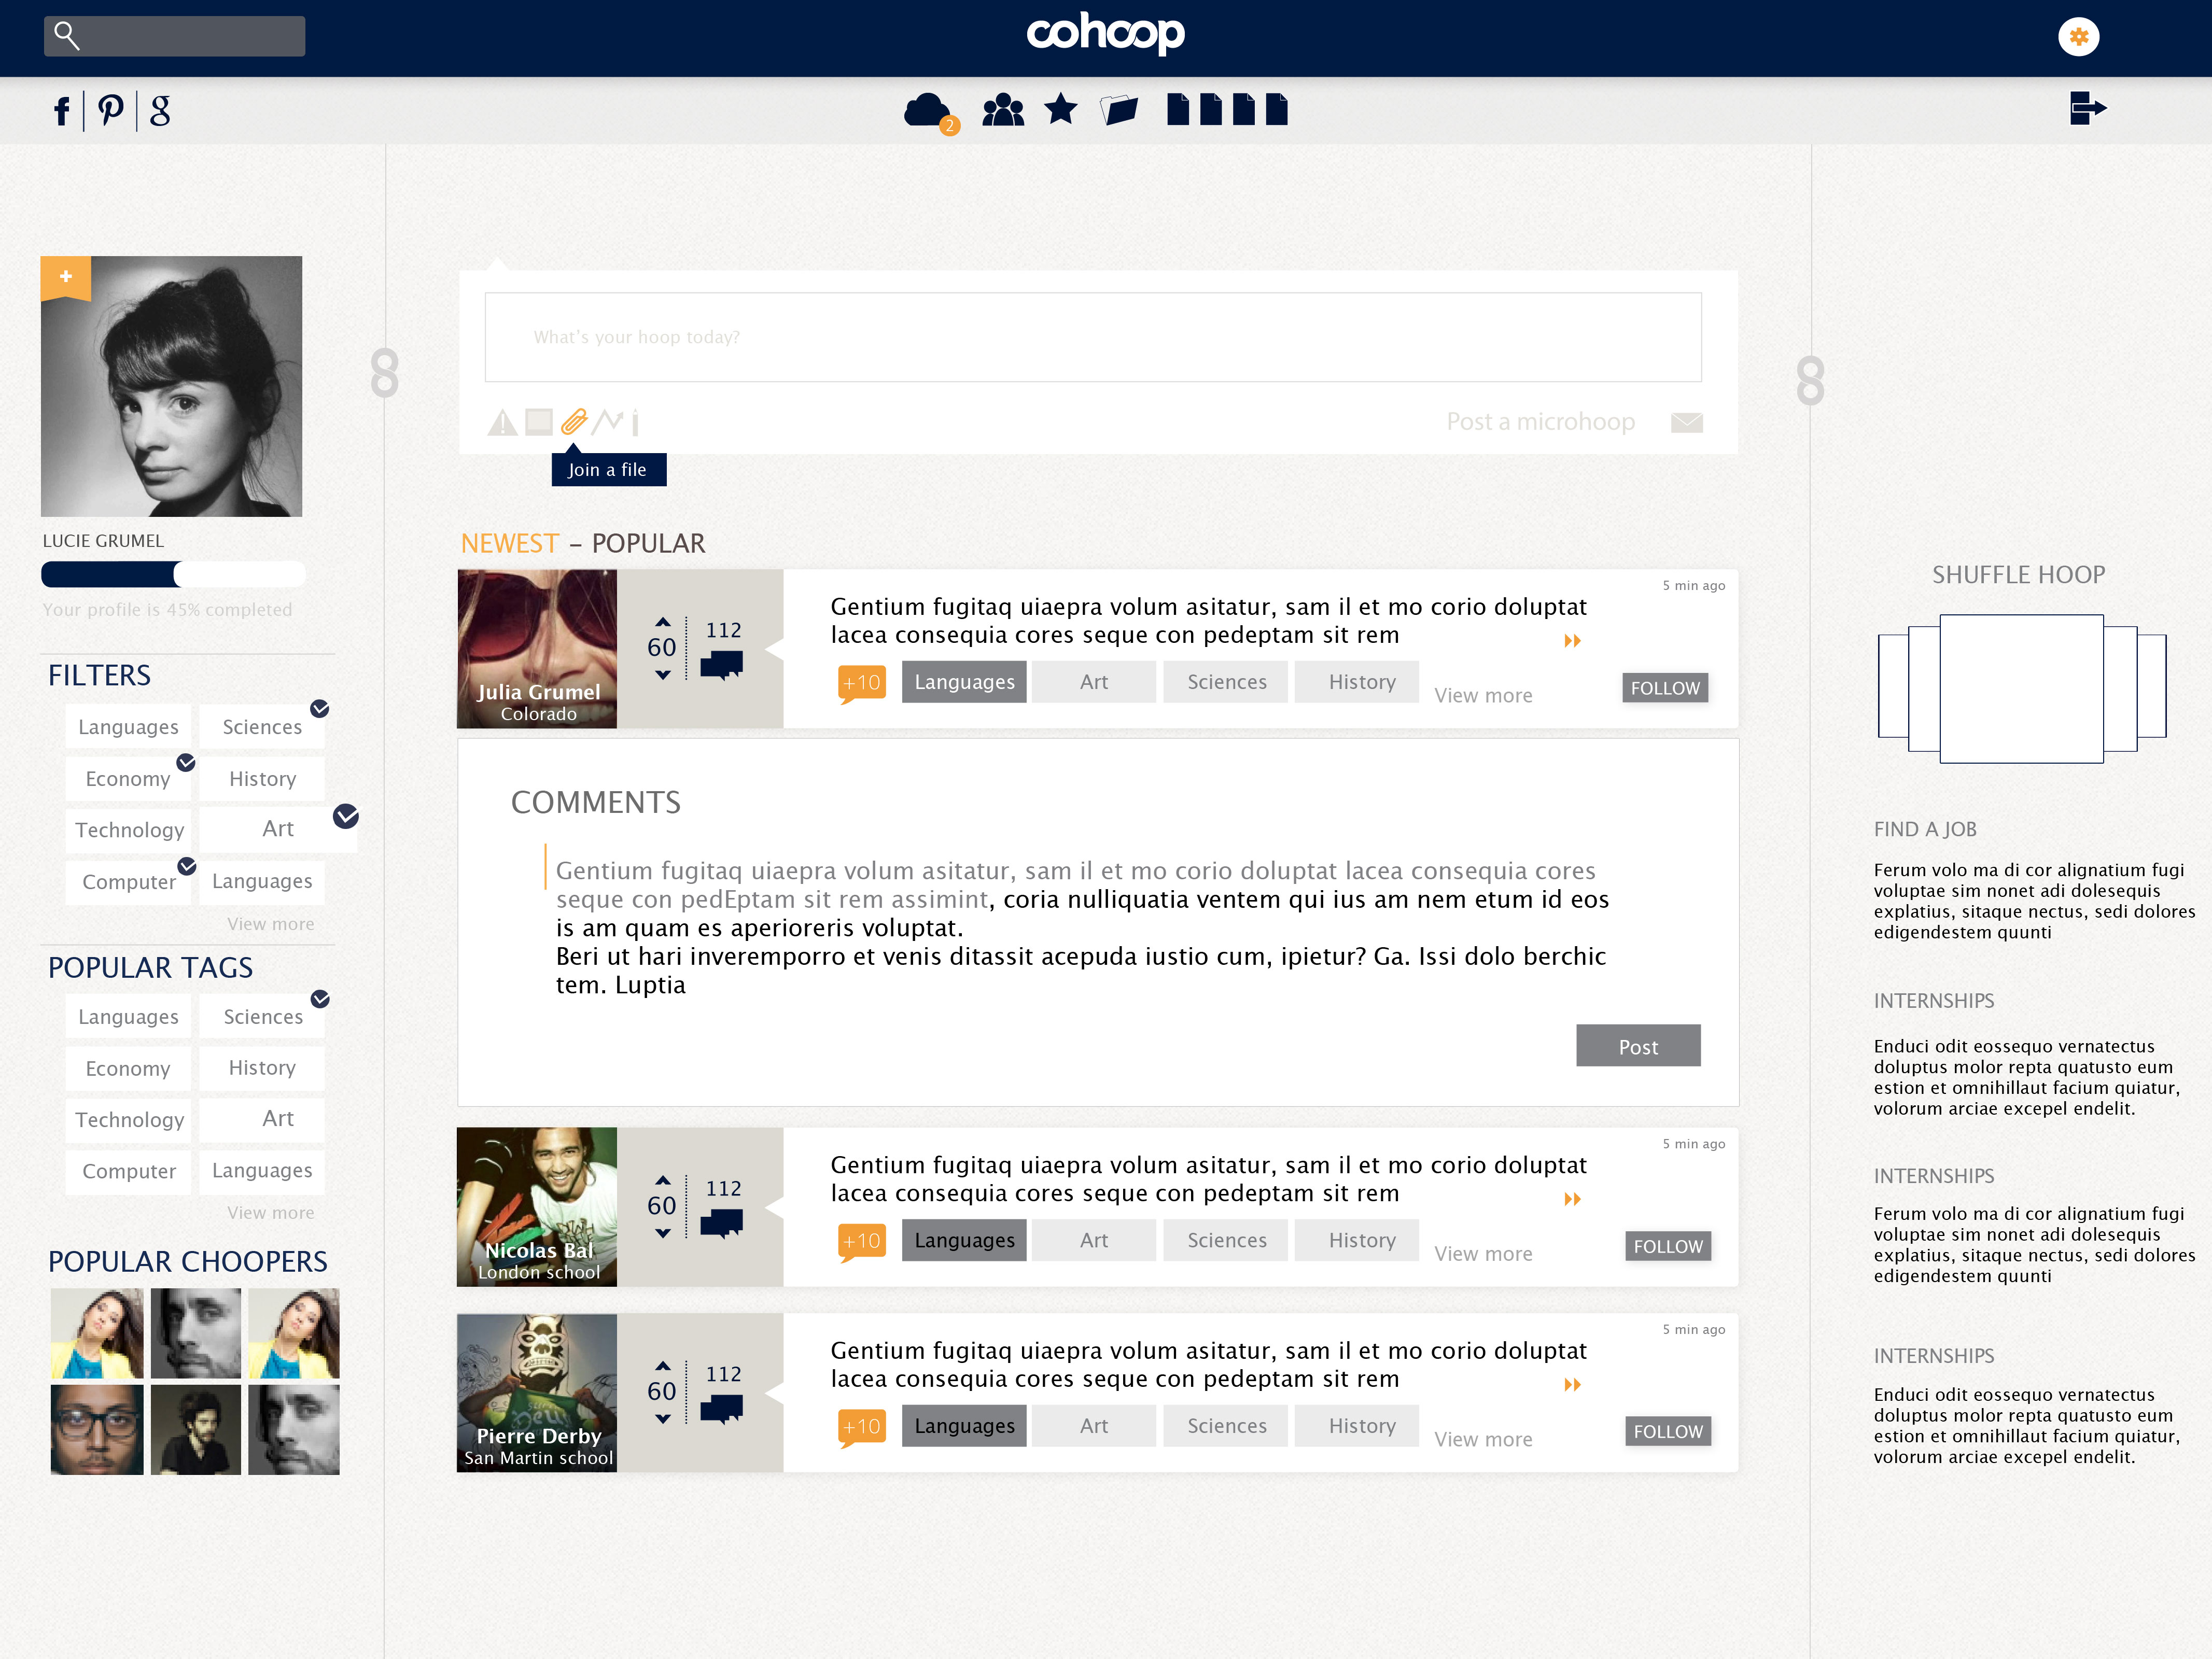 cohoop
f
g
2
LUCIE GRUMEL
Your profile is 45% completed
FILTERS
Languages
Sciences
Economy
History
Technology
Art
Computer
Languages
View more
POPULAR TAGS
Languages
Sciences
Economy
History
Technology
Art
Computer
Languages
View more
POPULAR CHOOPERS
What's your hoop today?
Post a microhoop
Join a file
NEWEST – POPULAR
Julia Grumel
Colorado
60
112
5 min ago
Gentium fugitaq uiaepra volum asitatur, sam il et mo corio doluptat
lacea consequia cores seque con pedeptam sit rem
+10
Languages
Art
Sciences
History
View more
FOLLOW
COMMENTS
Gentium fugitaq uiaepra volum asitatur, sam il et mo corio doluptat lacea consequia cores
seque con pedEptam sit rem assimint, coria nulliquatia ventem qui ius am nem etum id eos
is am quam es aperioreris voluptat.
Beri ut hari inveremporro et venis ditassit acepuda iustio cum, ipietur? Ga. Issi dolo berchic
tem. Luptia
Post
Nicolas Bal
London school
60
112
5 min ago
Gentium fugitaq uiaepra volum asitatur, sam il et mo corio doluptat
lacea consequia cores seque con pedeptam sit rem
+10
Languages
Art
Sciences
History
View more
FOLLOW
Pierre Derby
San Martin school
60
112
5 min ago
Gentium fugitaq uiaepra volum asitatur, sam il et mo corio doluptat
lacea consequia cores seque con pedeptam sit rem
+10
Languages
Art
Sciences
History
View more
FOLLOW
SHUFFLE HOOP
FIND A JOB
Ferum volo ma di cor alignatium fugi
voluptae sim nonet adi dolesequis
explatius, sitaque nectus, sedi dolores
edigendestem quunti
INTERNSHIPS
Enduci odit eossequo vernatectus
doluptus molor repta quatusto eum
estion et omnihillaut facium quiatur,
volorum arciae excepel endelit.
INTERNSHIPS
Ferum volo ma di cor alignatium fugi
voluptae sim nonet adi dolesequis
explatius, sitaque nectus, sedi dolores
edigendestem quunti
INTERNSHIPS
Enduci odit eossequo vernatectus
doluptus molor repta quatusto eum
estion et omnihillaut facium quiatur,
volorum arciae excepel endelit.